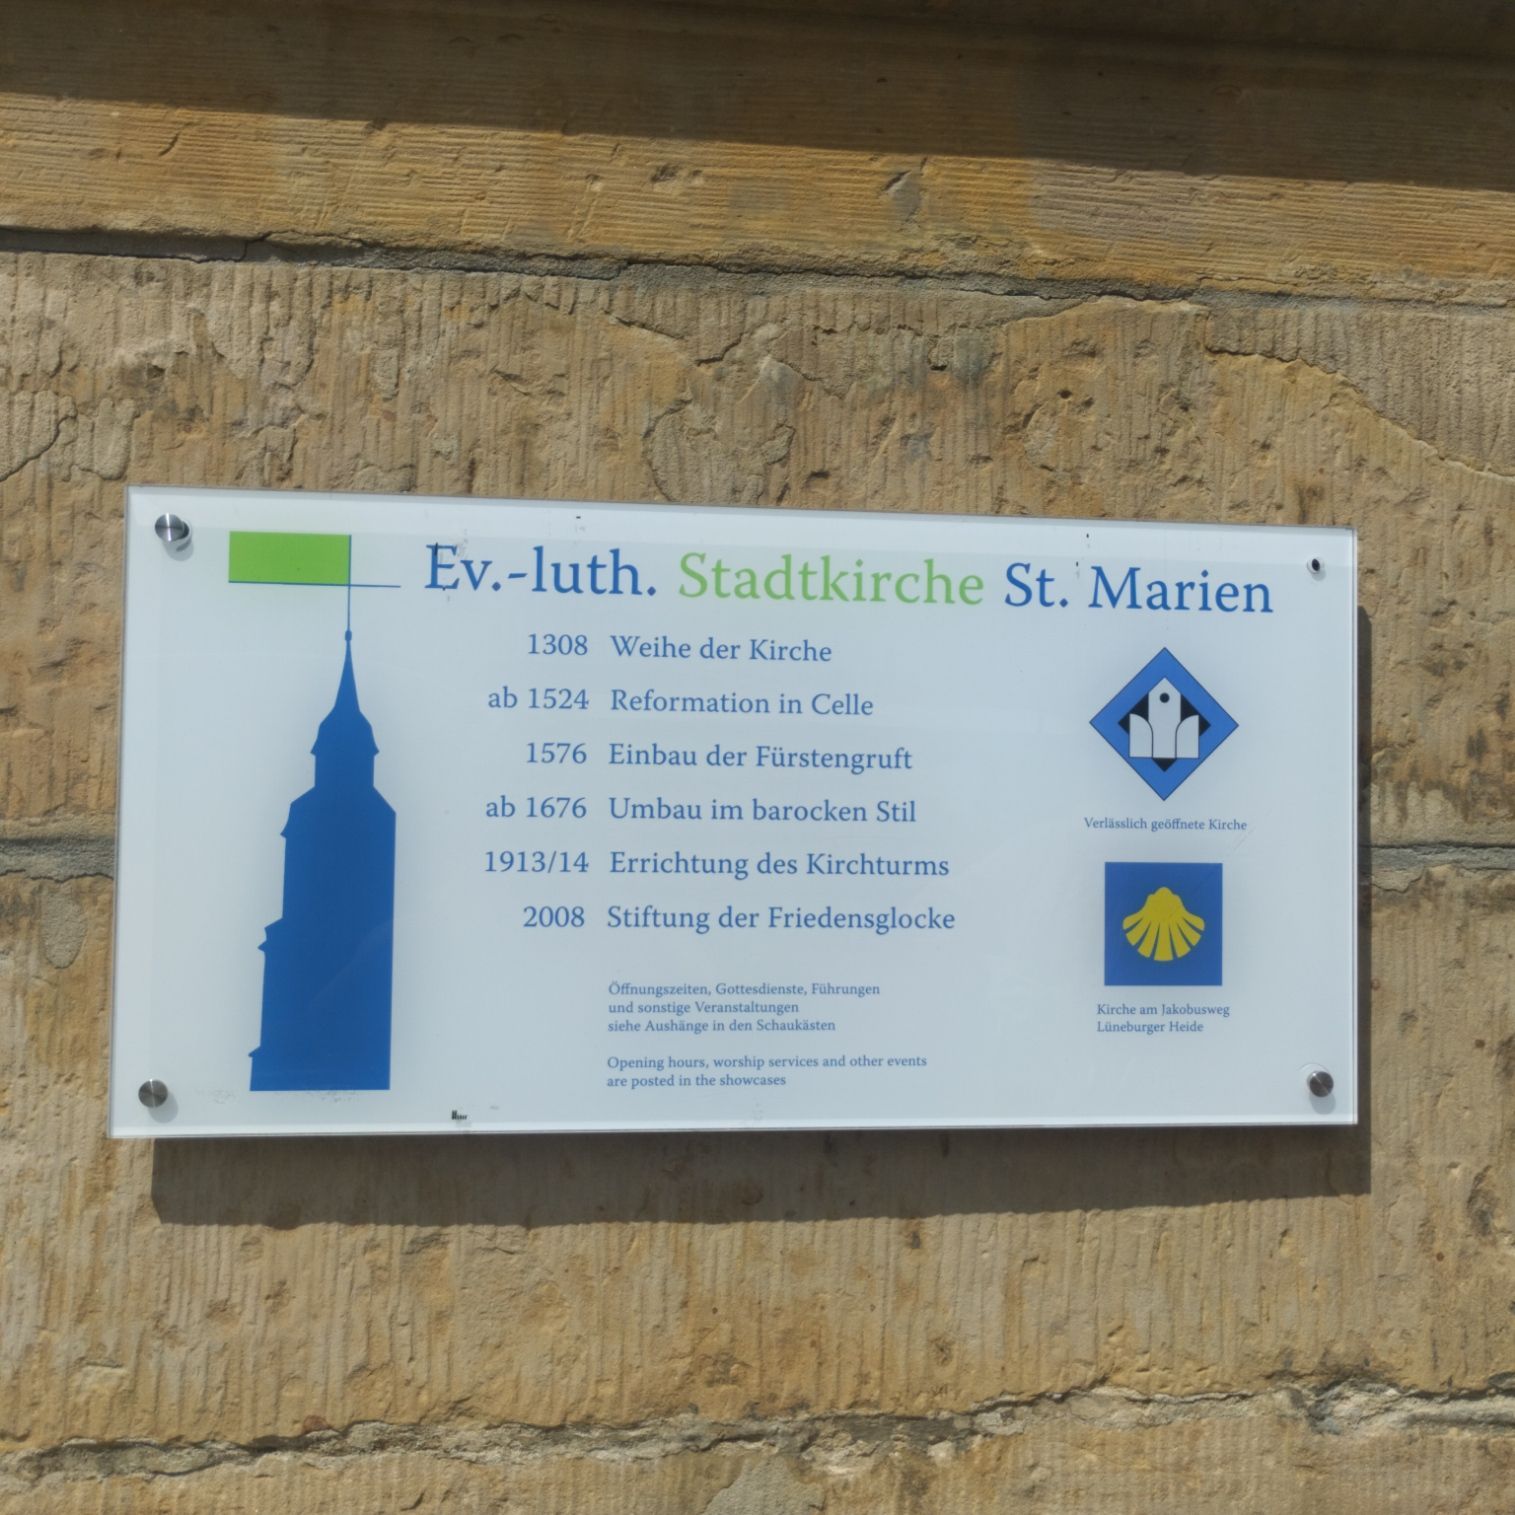 Ev.-luth. Stadtkirche St. Marien
1308 Weihe der Kirche
ab 1524 Reformation in Celle
1576 Einbau der Fürstengruft
ab 1676 Umbau im barocken Stil
1913/14 Errichtung des Kirchturms
2008 Stiftung der Friedensglocke
Öffnungszeiten, Gottesdienste, Führungen
und sonstige Veranstaltungen
siehe Aushänge in den Schaukästen
Opening hours, worship services and other events
are posted in the showcases
Verlässlich geöffnete Kirche
Kirche am Jakobusweg
Lüneburger Heide